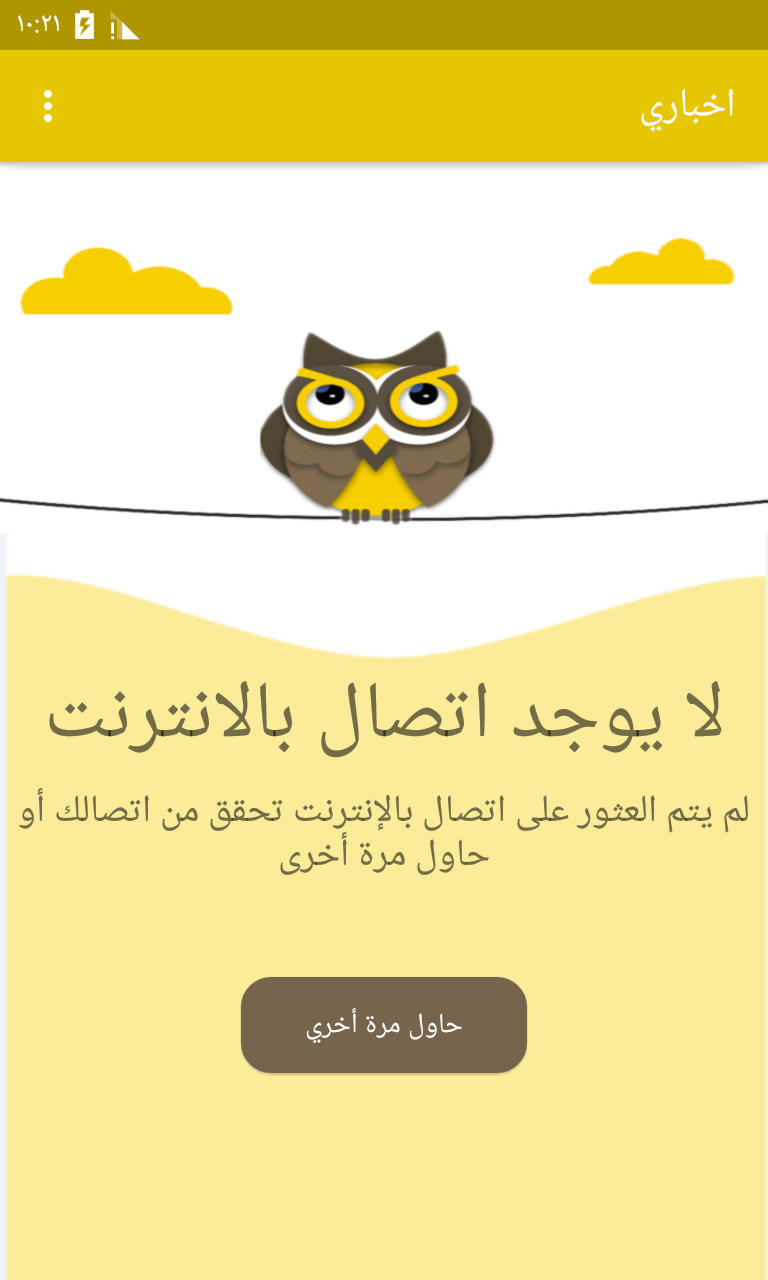 ١٠:٢١
اخباري
لا يوجد اتصال بالانترنت
لم يتم العثور على اتصال بالإنترنت تحقق من اتصالك أو
حاول مرة أخرى
حاول مرة أخري